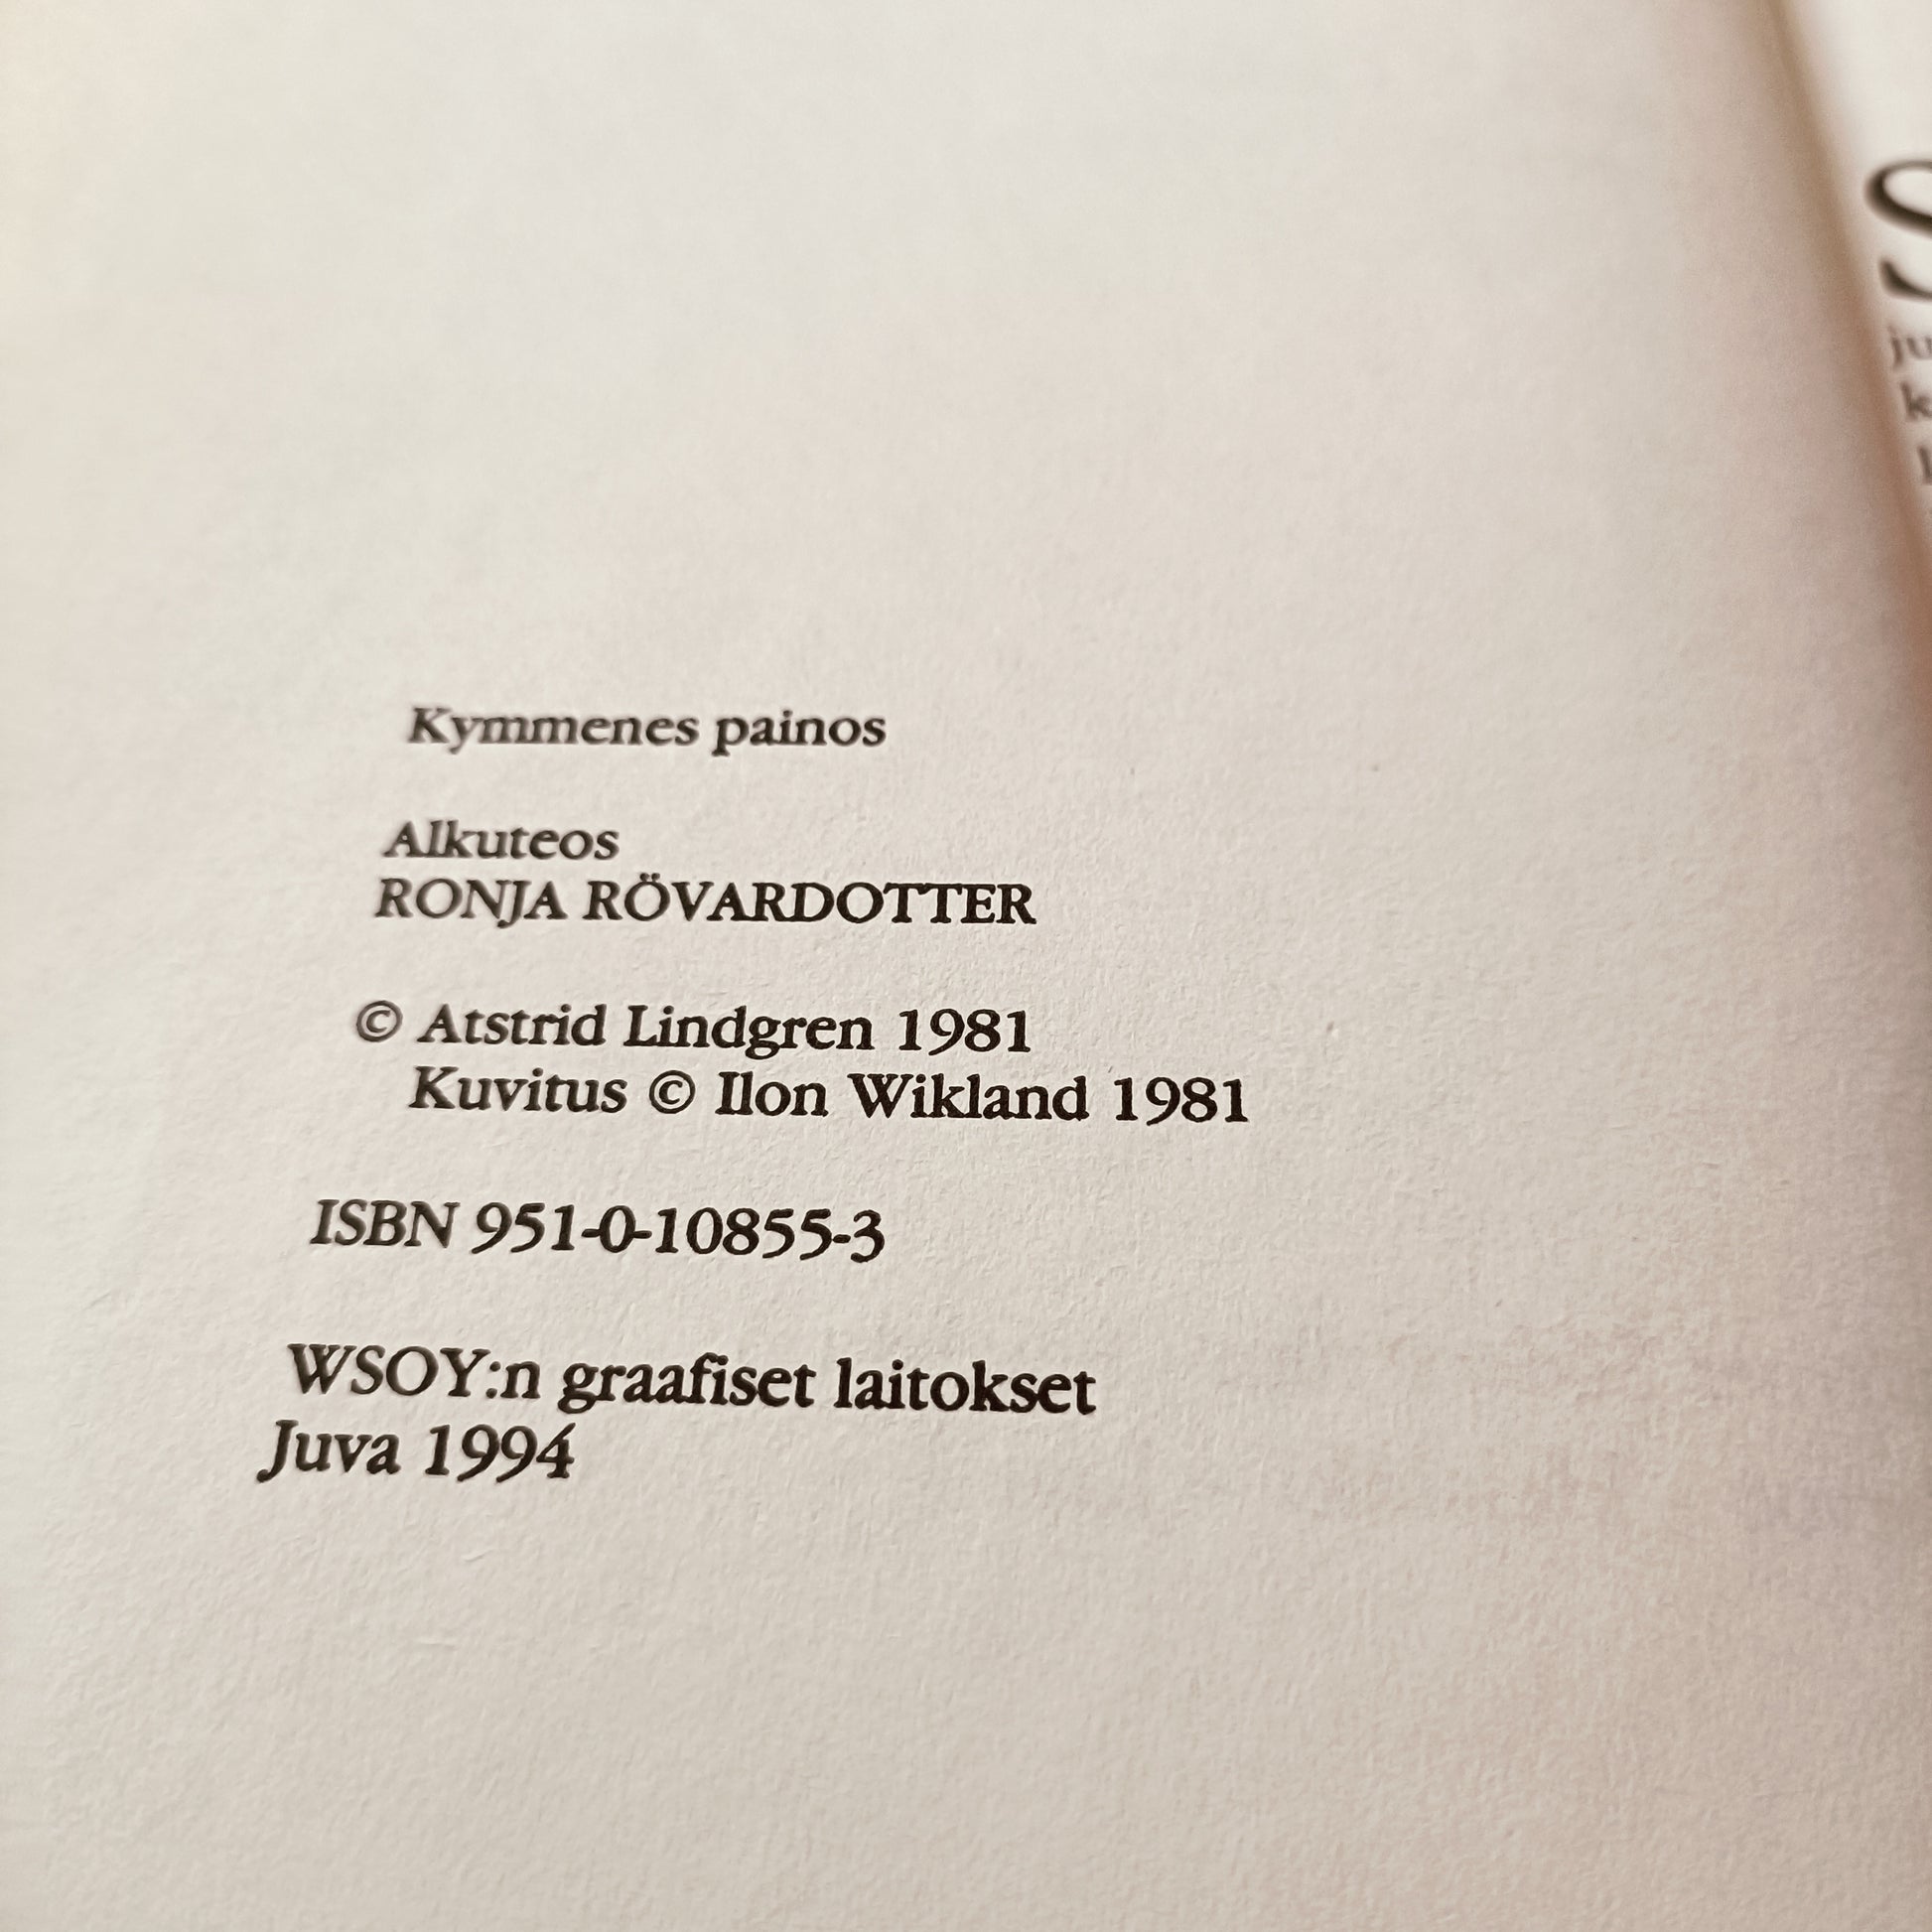 Kymmenes painos
Alkuteos
RONJA RÖVARDOTTER
© Atstrid Lindgren 1981
Kuvitus © Ilon Wikland 1981
ISBN 951-0-10855-3
WSOY:n graafiset laitokset
Juva 1994